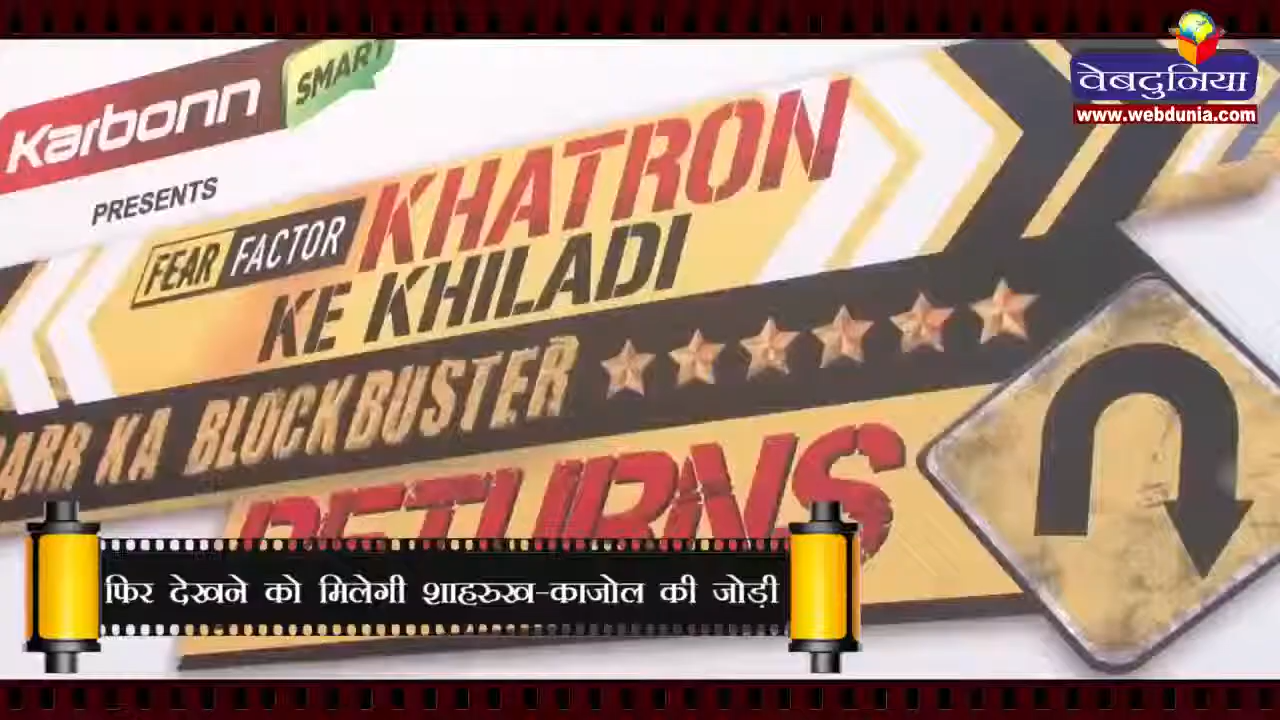 Karbonn SMART
वेबदुनिया
www.webdunia.com
PRESENTS
FEAR FACTOR KHATRON
KE KHILADI
DARR KA BLOCKBUSTER
RETURNS
फिर देखने को मिलेगी शाहरुख-काजोल की जोड़ी